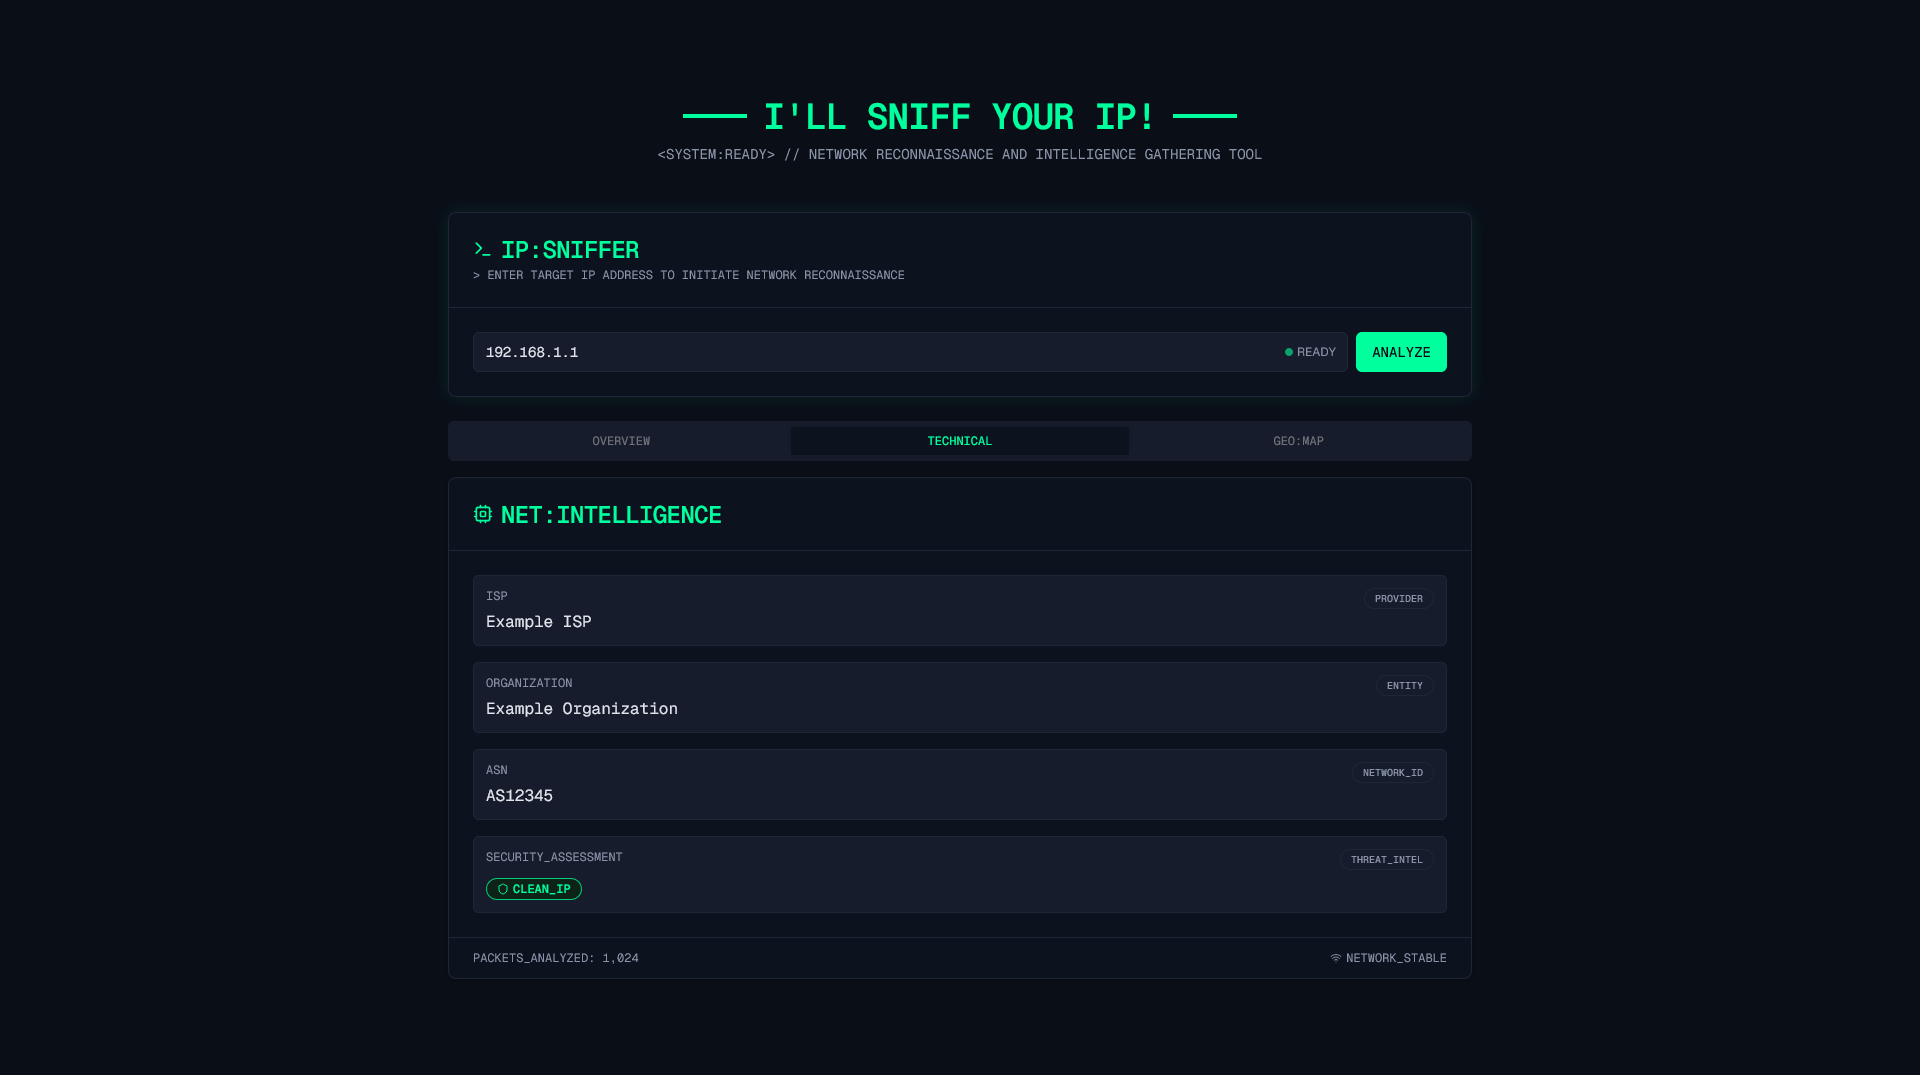 I'LL SNIFF YOUR IP!
<SYSTEM:READY> // NETWORK RECONNAISSANCE AND INTELLIGENCE GATHERING TOOL
IP:SNIFFER
> ENTER TARGET IP ADDRESS TO INITIATE NETWORK RECONNAISSANCE
192.168.1.1 READY ANALYZE
OVERVIEW TECHNICAL GEO:MAP
NET:INTELLIGENCE
ISP PROVIDER
Example ISP
ORGANIZATION ENTITY
Example Organization
ASN NETWORK_ID
AS12345
SECURITY_ASSESSMENT THREAT_INTEL
CLEAN_IP
PACKETS_ANALYZED: 1,024 NETWORK_STABLE